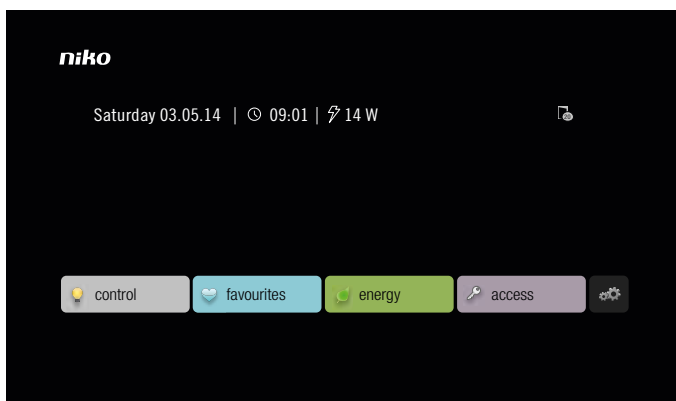 niko
Saturday 03.05.14 | 09:01 | 14 W
control favourites energy access